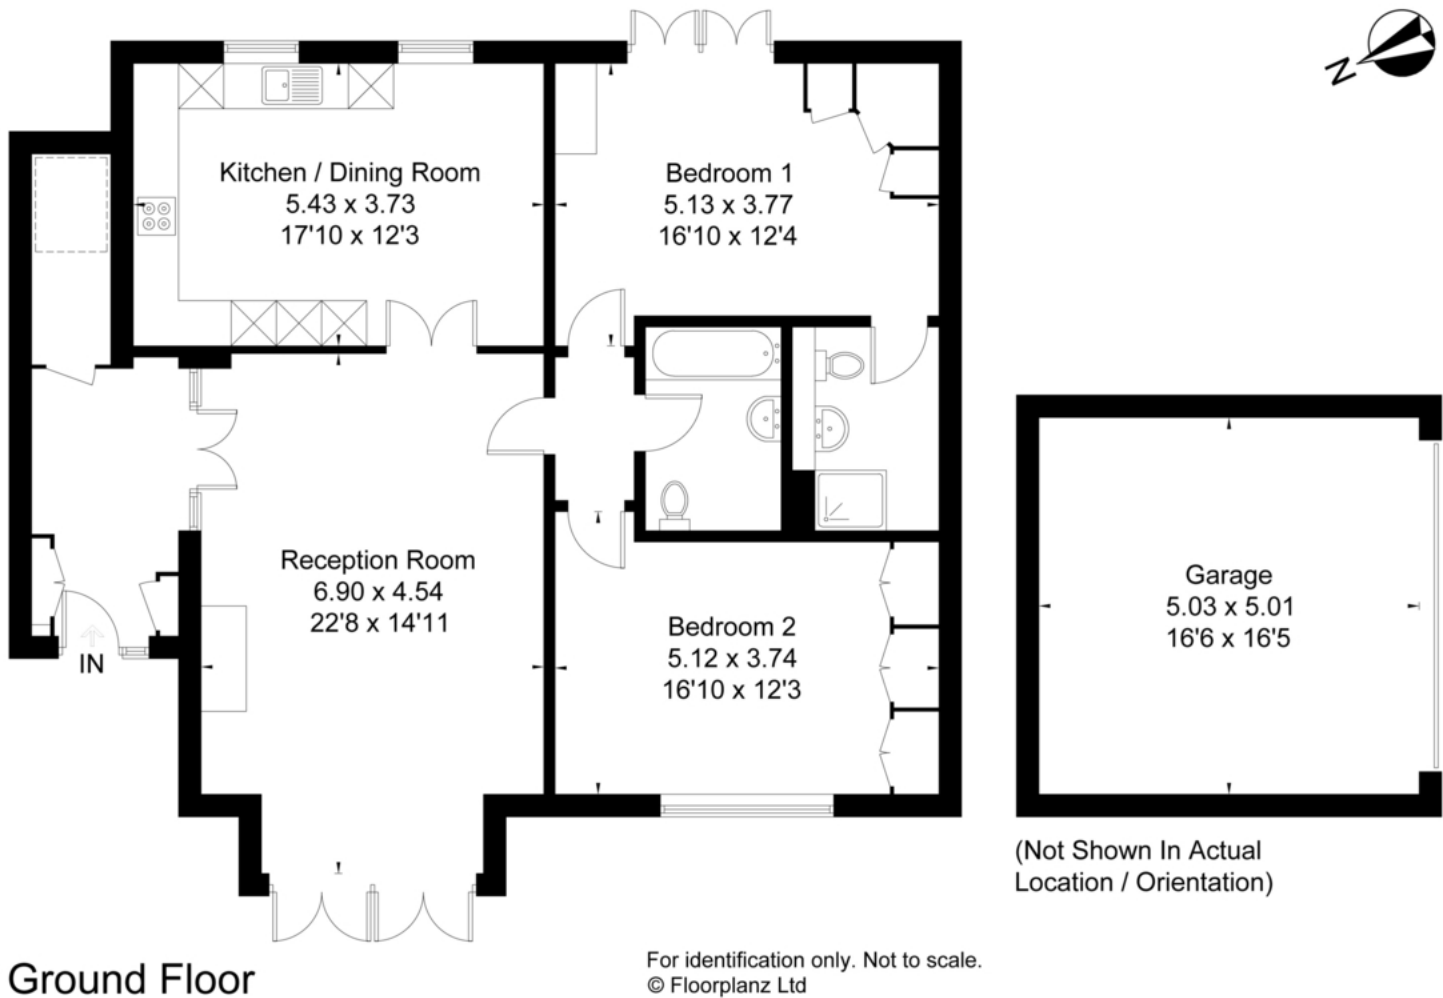 N
Kitchen / Dining Room
5.43 x 3.73
17'10 x 12'3
Bedroom 1
5.13 x 3.77
16'10 x 12'4
Reception Room
6.90 x 4.54
22'8 x 14'11
Bedroom 2
5.12 x 3.74
16'10 x 12'3
IN
Garage
5.03 x 5.01
16'6 x 16'5
(Not Shown In Actual
Location / Orientation)
Ground Floor
For identification only. Not to scale.
© Floorplanz Ltd